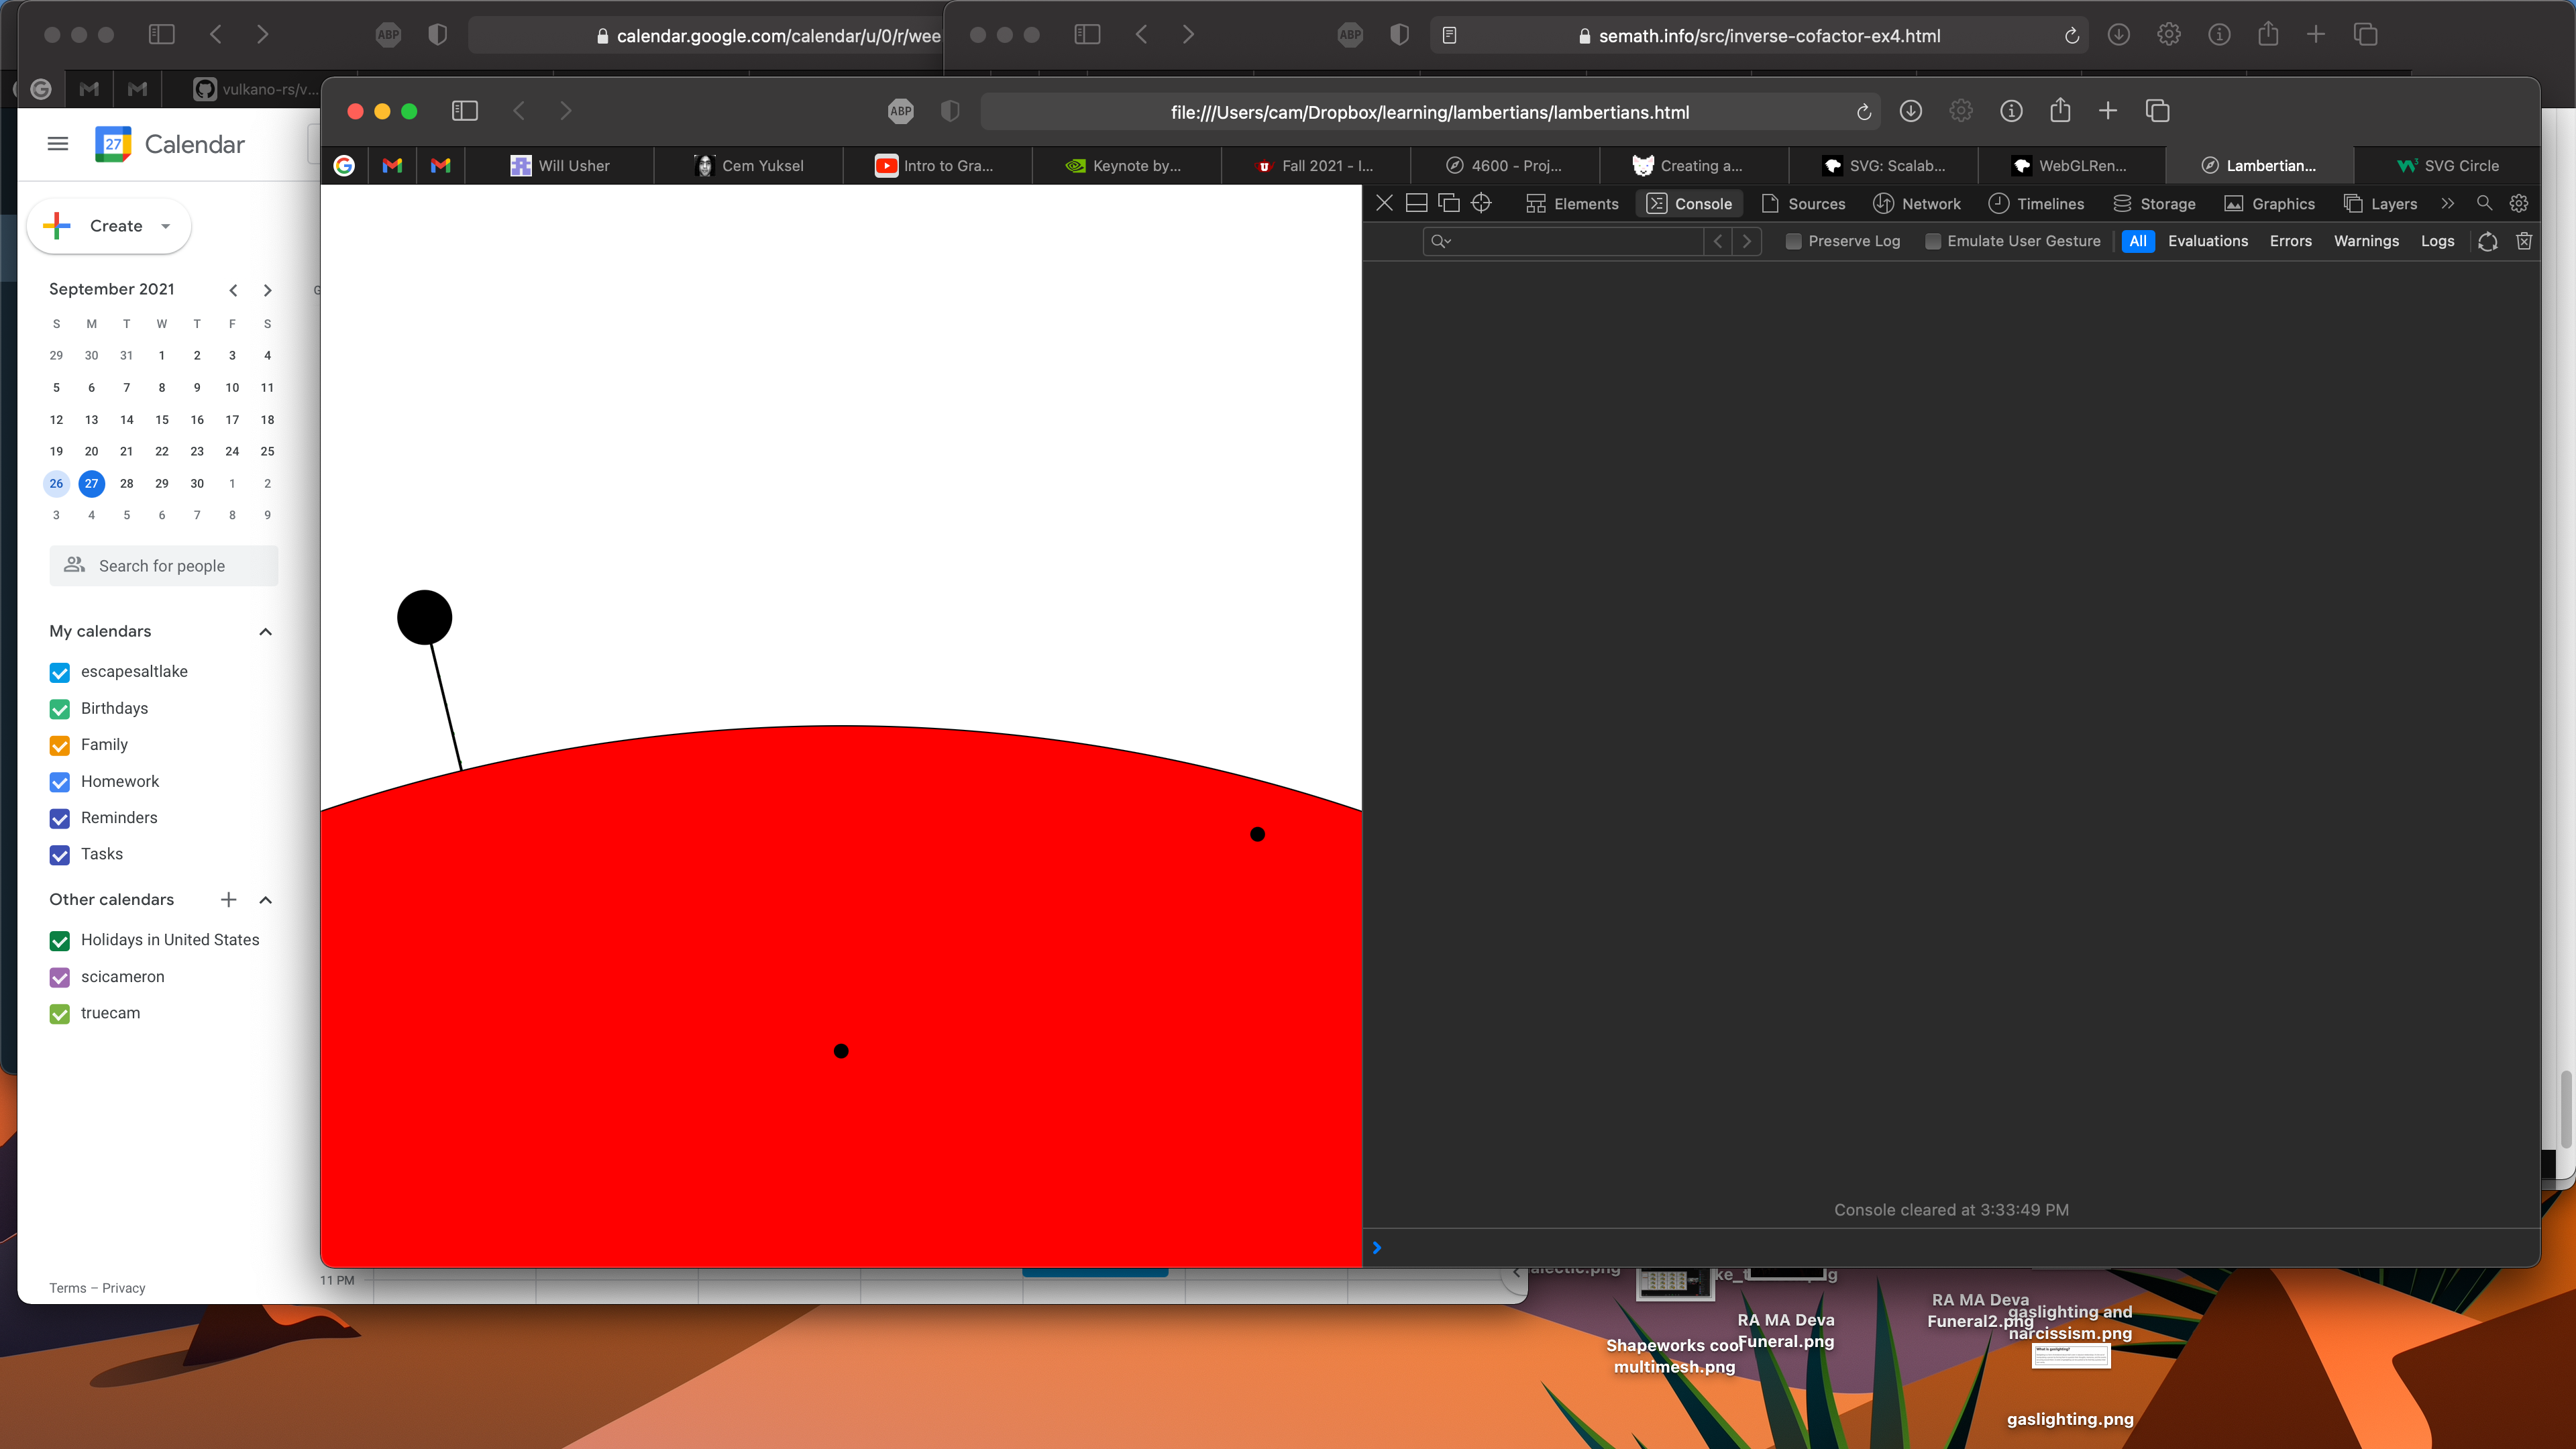 ABP
calendar.google.com/calendar/u/0/r/wee
ABP
semath.info/src/inverse-cofactor-ex4.html
vulkano-rs/v...
ABP
file:///Users/cam/Dropbox/learning/lambertians/lambertians.html
Will Usher
Cem Yuksel
Intro to Gra...
Keynote by...
Fall 2021 - I...
4600 - Proj...
Creating a...
SVG: Scalab...
WebGLRen...
Lambertian...
SVG Circle
27
Calendar
Elements
Console
Sources
Network
Timelines
Storage
Graphics
Layers
Preserve Log
Emulate User Gesture
All
Evaluations
Errors
Warnings
Logs
Create
September 2021
S M T W T F S
29 30 31 1 2 3 4
5 6 7 8 9 10 11
12 13 14 15 16 17 18
19 20 21 22 23 24 25
26 27 28 29 30 1 2
3 4 5 6 7 8 9
Search for people
My calendars
escapesaltlake
Birthdays
Family
Homework
Reminders
Tasks
Other calendars
Holidays in United States
scicameron
truecam
Terms – Privacy
11 PM
Console cleared at 3:33:49 PM
RA MA Deva
Funeral.png
Shapeworks cool
multimesh.png
RA MA Deva
Funeral2.png
gaslighting and
narcissism.png
gaslighting.png